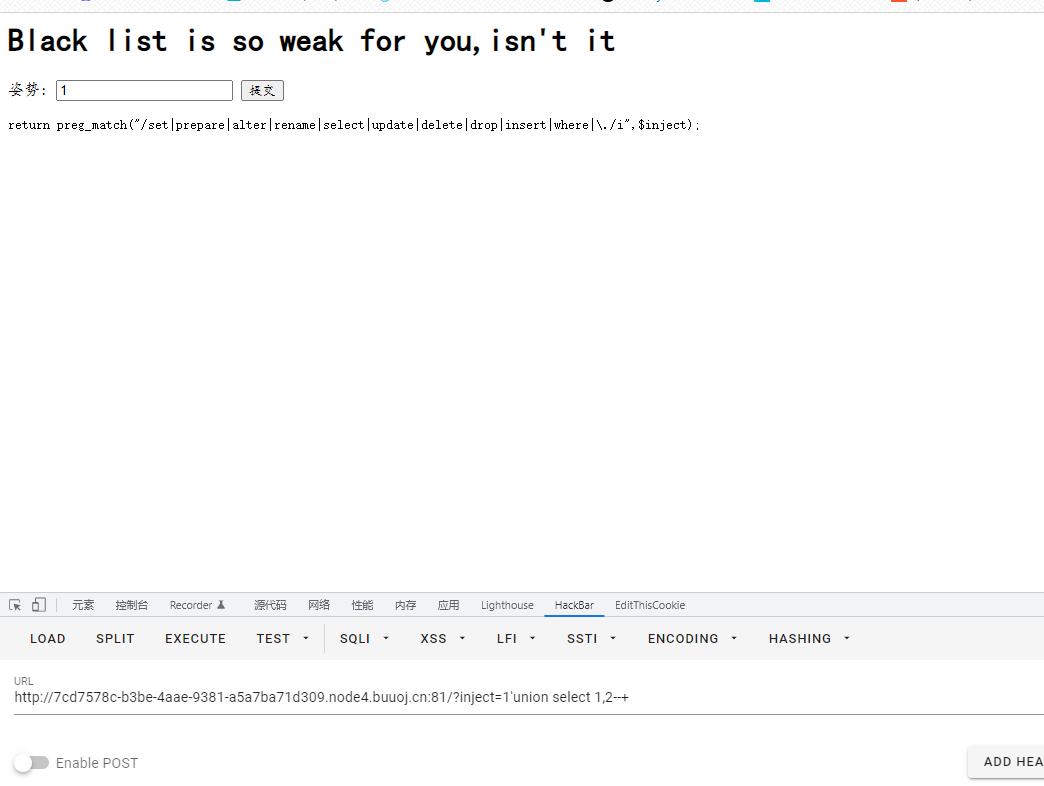 Black list is so weak for you,isn't it
姿势: 1 提交
return preg_match("/set|prepare|alter|rename|select|update|delete|drop|insert|where|\./i",$inject);
元素 控制台 Recorder 源代码 网络 性能 内存 应用 Lighthouse HackBar EditThisCookie
LOAD SPLIT EXECUTE TEST SQLI XSS LFI SSTI ENCODING HASHING
URL
http://7cd7578c-b3be-4aae-9381-a5a7ba71d309.node4.buuoj.cn:81/?inject=1'union select 1,2--+
Enable POST
ADD HEA